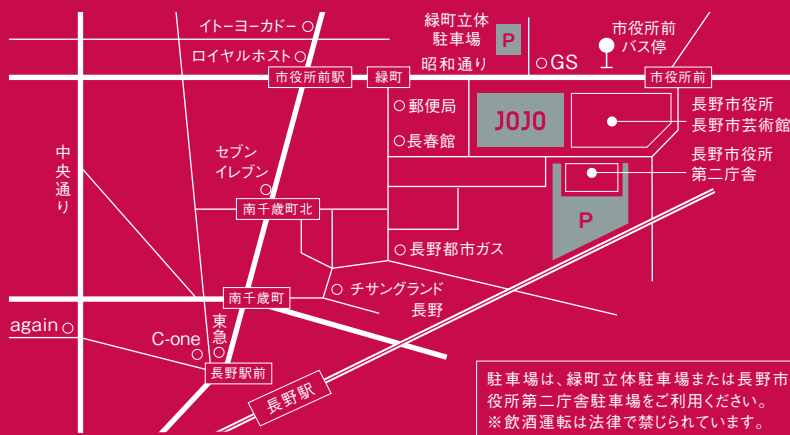 イトーヨーカドー
ロイヤルホスト
緑町立体
駐車場
P
昭和通り
GS
市役所前
バス停
市役所前駅
緑町
市役所前
郵便局
JOJO
長野市役所
長野市芸術館
長春館
長野市役所
第二庁舎
中央通り
セブン
イレブン
南千歳町北
P
長野都市ガス
チサングランド
長野
南千歳町
again
C-one
東急
長野駅前
長野駅
駐車場は、緑町立体駐車場または長野市
役所第二庁舎駐車場をご利用ください。
※飲酒運転は法律で禁じられています。